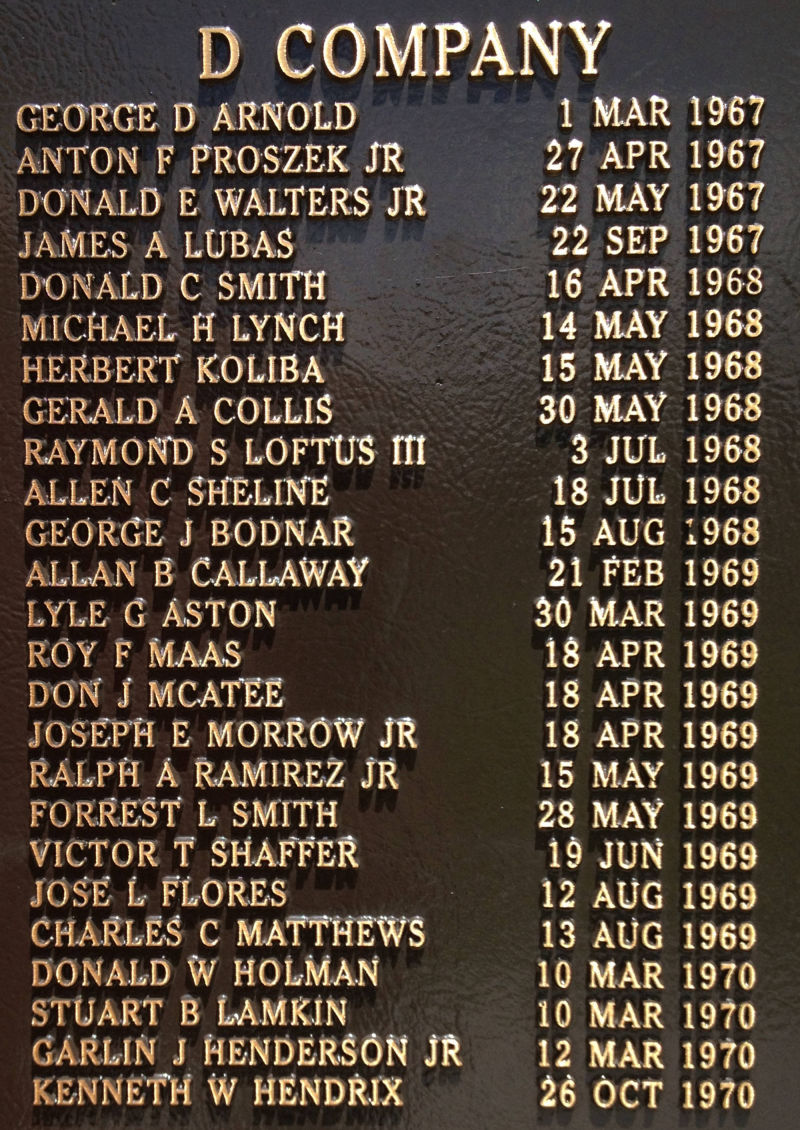 D COMPANY
GEORGE D ARNOLD 1 MAR 1967
ANTON F PROSZEK JR 27 APR 1967
DONALD E WALTERS JR 22 MAY 1967
JAMES A LUBAS 22 SEP 1967
DONALD C SMITH 16 APR 1968
MICHAEL H LYNCH 14 MAY 1968
HERBERT KOLIBA 15 MAY 1968
GERALD A COLLIS 30 MAY 1968
RAYMOND S LOFTUS III 3 JUL 1968
ALLEN C SHELINE 18 JUL 1968
GEORGE J BODNAR 15 AUG 1968
ALLAN B CALLAWAY 21 FEB 1969
LYLE G ASTON 30 MAR 1969
ROY F MAAS 18 APR 1969
DON J MCATEE 18 APR 1969
JOSEPH E MORROW JR 18 APR 1969
RALPH A RAMIREZ JR 15 MAY 1969
FORREST L SMITH 28 MAY 1969
VICTOR T SHAFFER 19 JUN 1969
JOSE L FLORES 12 AUG 1969
CHARLES C MATTHEWS 13 AUG 1969
DONALD W HOLMAN 10 MAR 1970
STUART B LAMKIN 10 MAR 1970
GARLIN J HENDERSON JR 12 MAR 1970
KENNETH W HENDRIX 26 OCT 1970